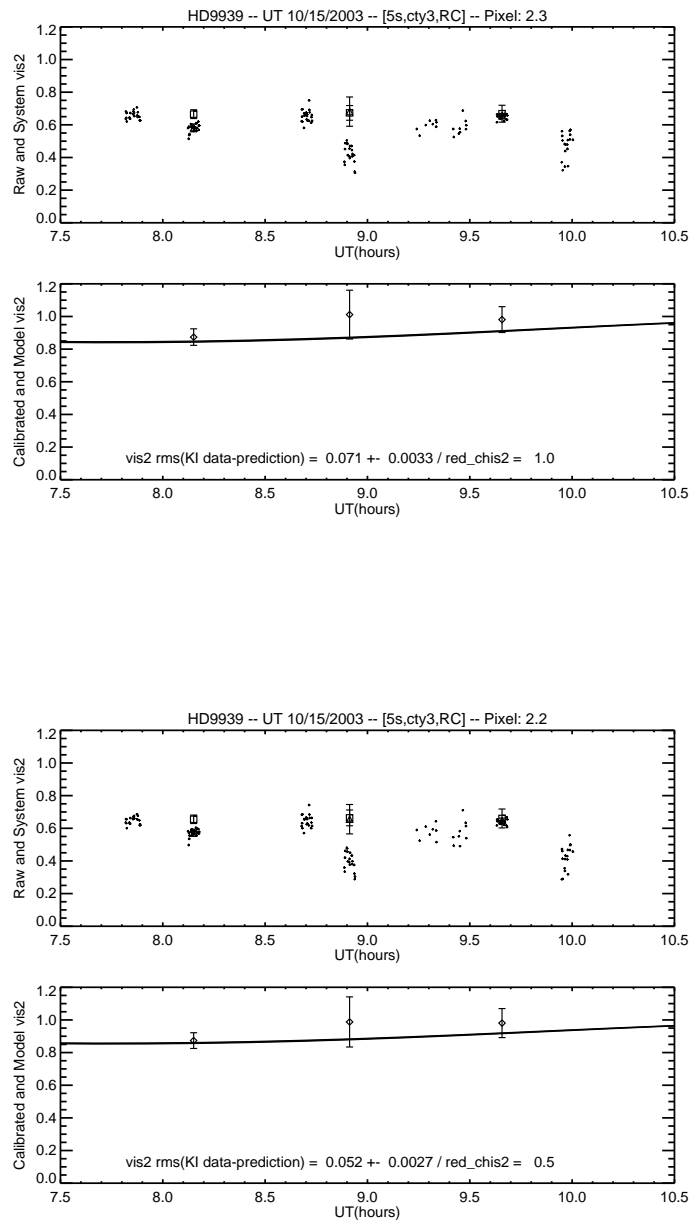 HD9939 -- UT 10/15/2003 -- [5s,cty3,RC] -- Pixel: 2.3
Raw and System vis2
1.2
1.0
0.8
0.6
0.4
0.2
0.0
7.5 8.0 8.5 9.0 9.5 10.0 10.5
UT(hours)
Calibrated and Model vis2
1.2
1.0
0.8
0.6
0.4
0.2
0.0
vis2 rms(KI data-prediction) = 0.071 +- 0.0033 / red_chis2 = 1.0
7.5 8.0 8.5 9.0 9.5 10.0 10.5
UT(hours)
HD9939 -- UT 10/15/2003 -- [5s,cty3,RC] -- Pixel: 2.2
Raw and System vis2
1.2
1.0
0.8
0.6
0.4
0.2
0.0
7.5 8.0 8.5 9.0 9.5 10.0 10.5
UT(hours)
Calibrated and Model vis2
1.2
1.0
0.8
0.6
0.4
0.2
0.0
vis2 rms(KI data-prediction) = 0.052 +- 0.0027 / red_chis2 = 0.5
7.5 8.0 8.5 9.0 9.5 10.0 10.5
UT(hours)